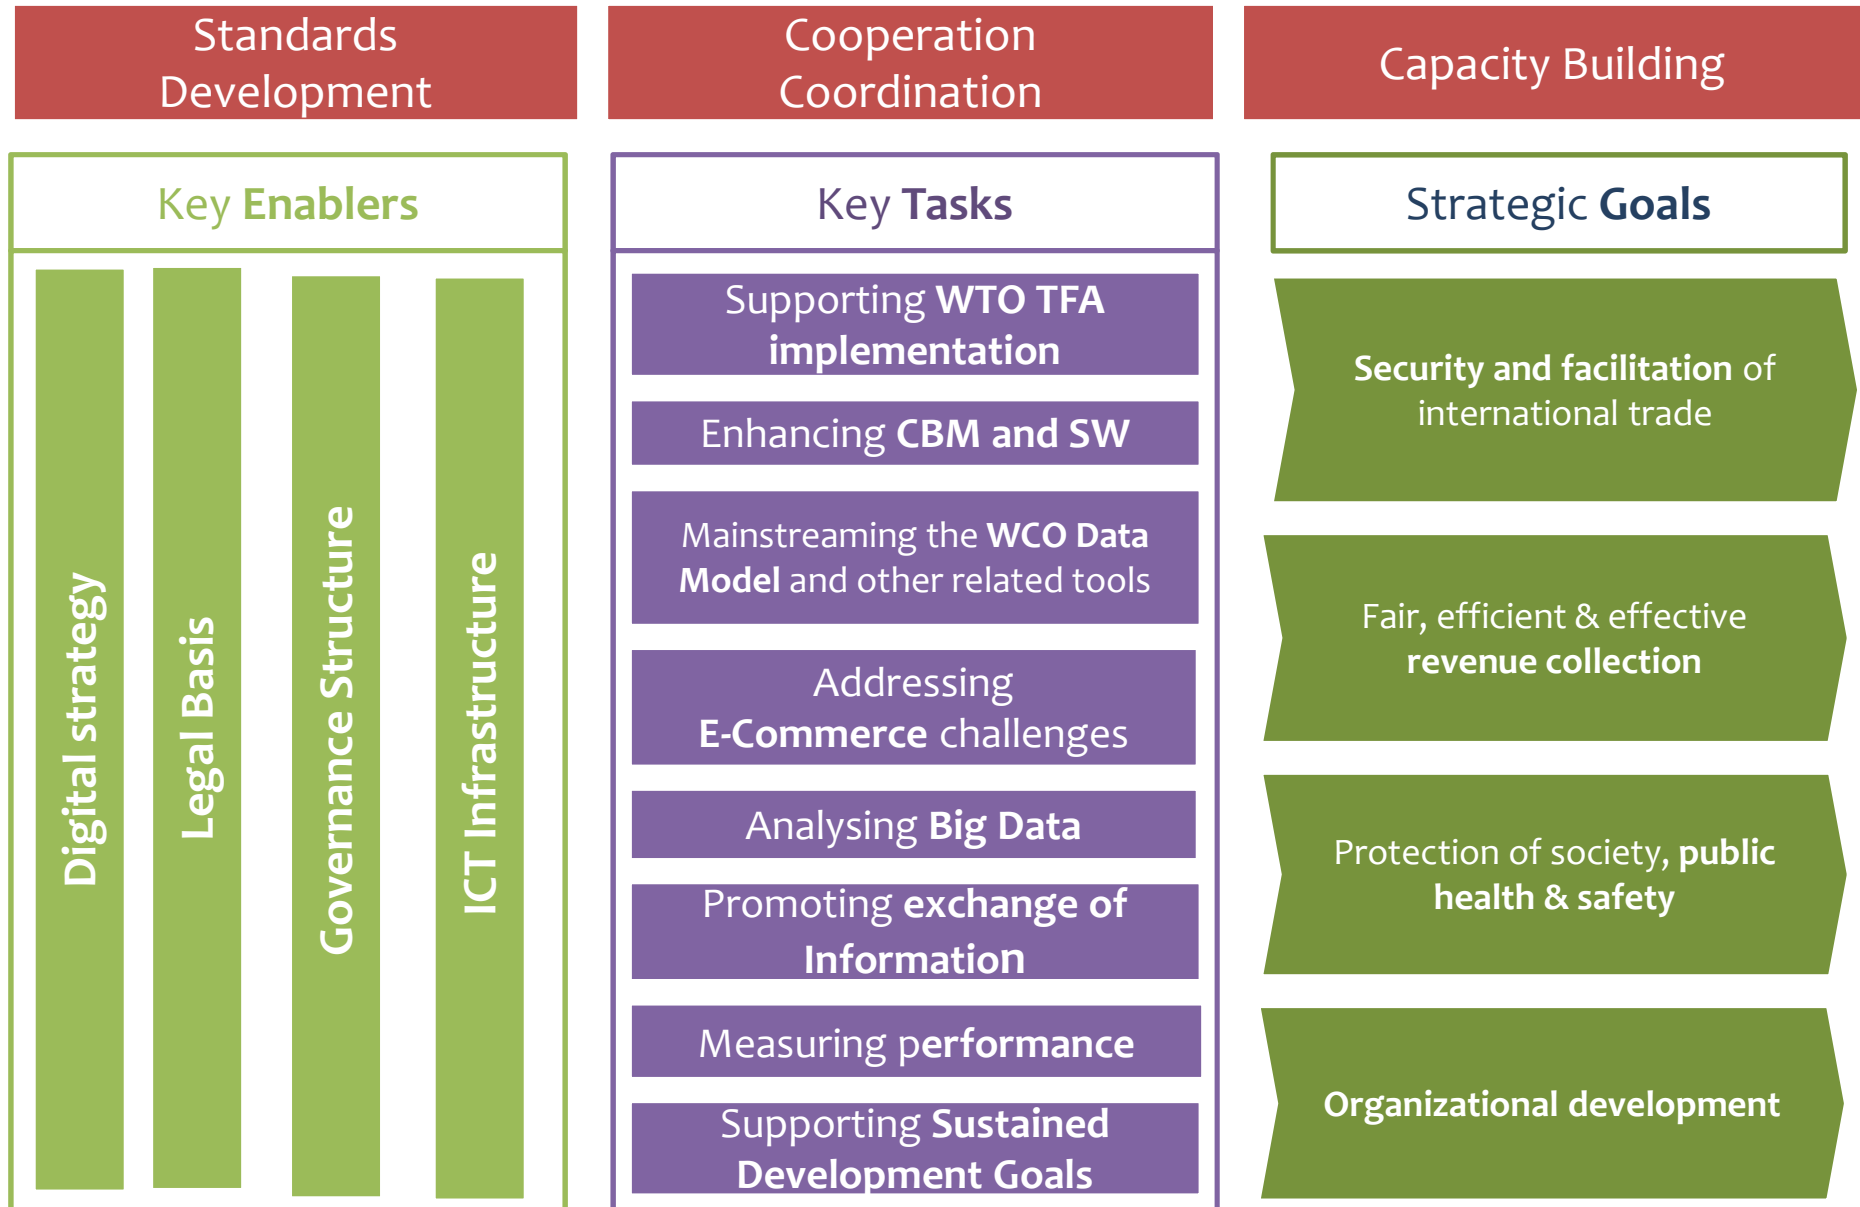 Standards
Development
Cooperation
Coordination
Capacity Building
Key Enablers
Digital strategy
Legal Basis
Governance Structure
ICT Infrastructure
Key Tasks
Supporting WTO TFA
implementation
Enhancing CBM and SW
Mainstreaming the WCO Data
Model and other related tools
Addressing
E-Commerce challenges
Analysing Big Data
Promoting exchange of
Information
Measuring performance
Supporting Sustained
Development Goals
Strategic Goals
Security and facilitation of
international trade
Fair, efficient & effective
revenue collection
Protection of society, public
health & safety
Organizational development